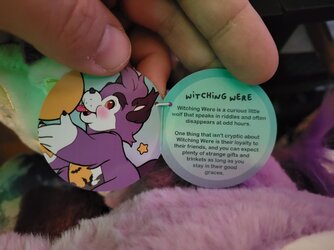 WITCHING WERE
Witching Were is a curious little
wolf that speaks in riddles and often
disappears at odd hours.
One thing that isn't cryptic about
Witching Were is their loyalty to
their friends, and you can expect
plenty of strange gifts and
trinkets as long as you
stay in their good
graces.